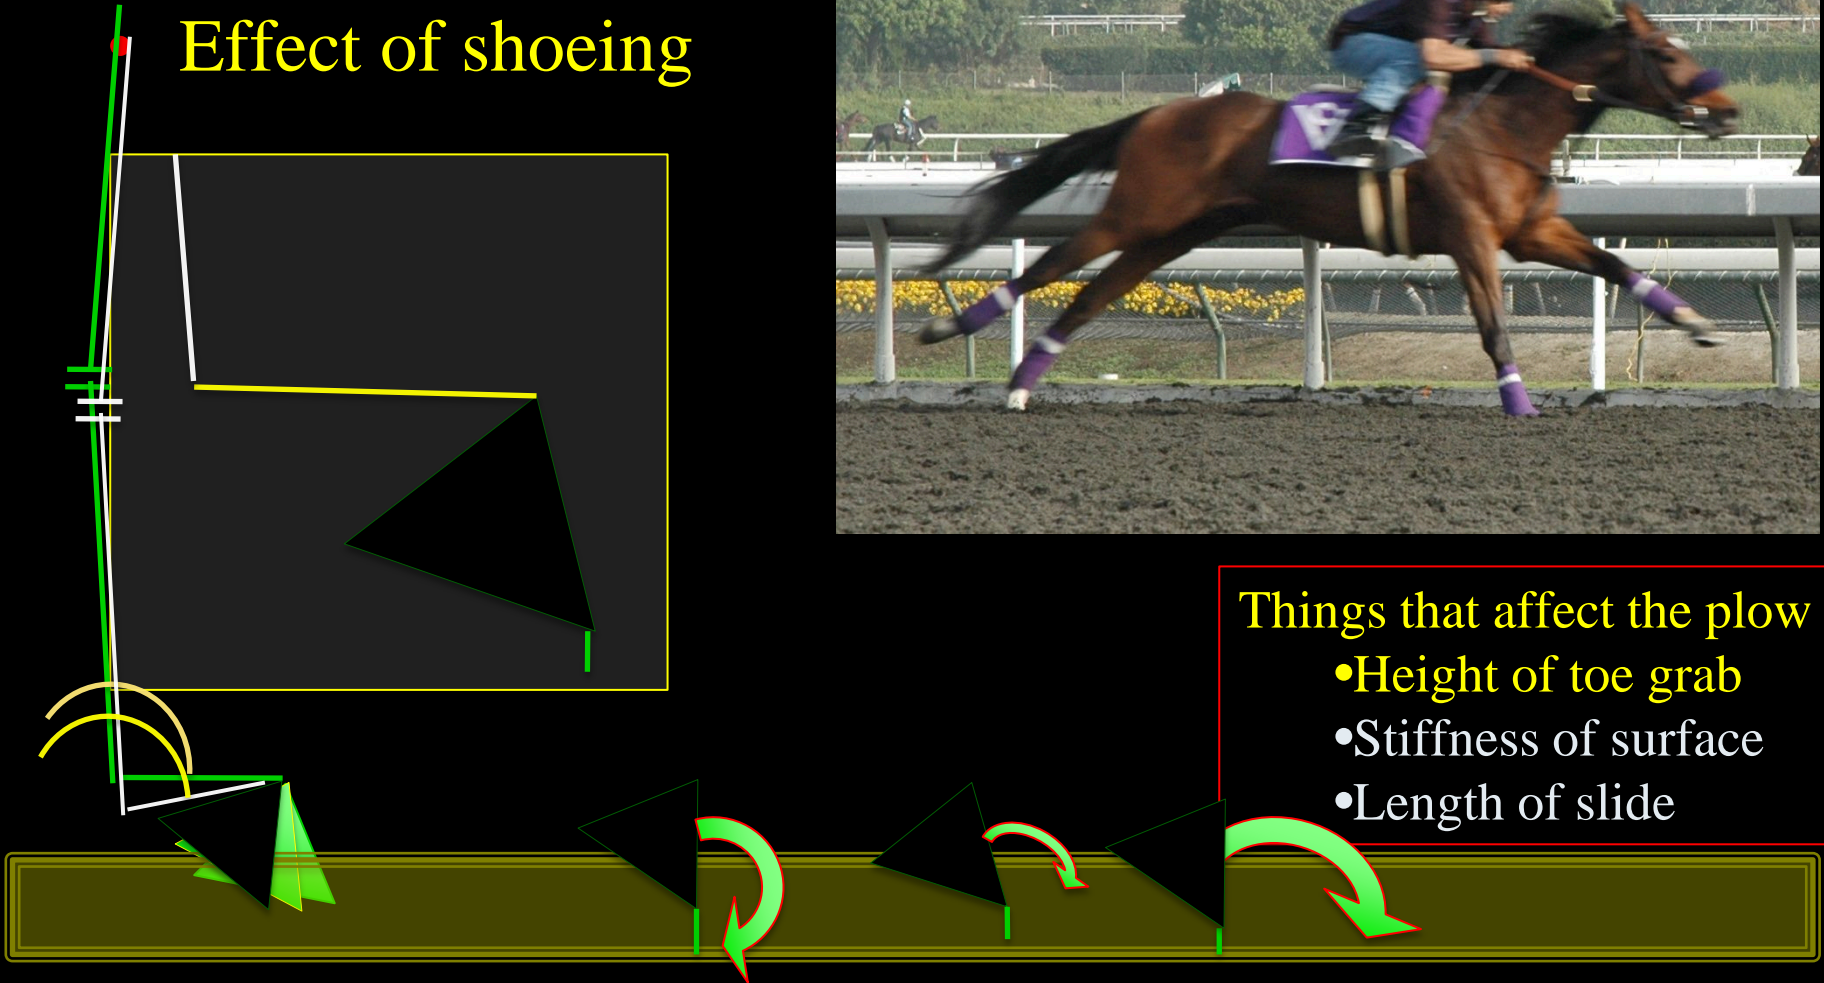 Effect of shoeing
Things that affect the plow
•Height of toe grab
•Stiffness of surface
•Length of slide